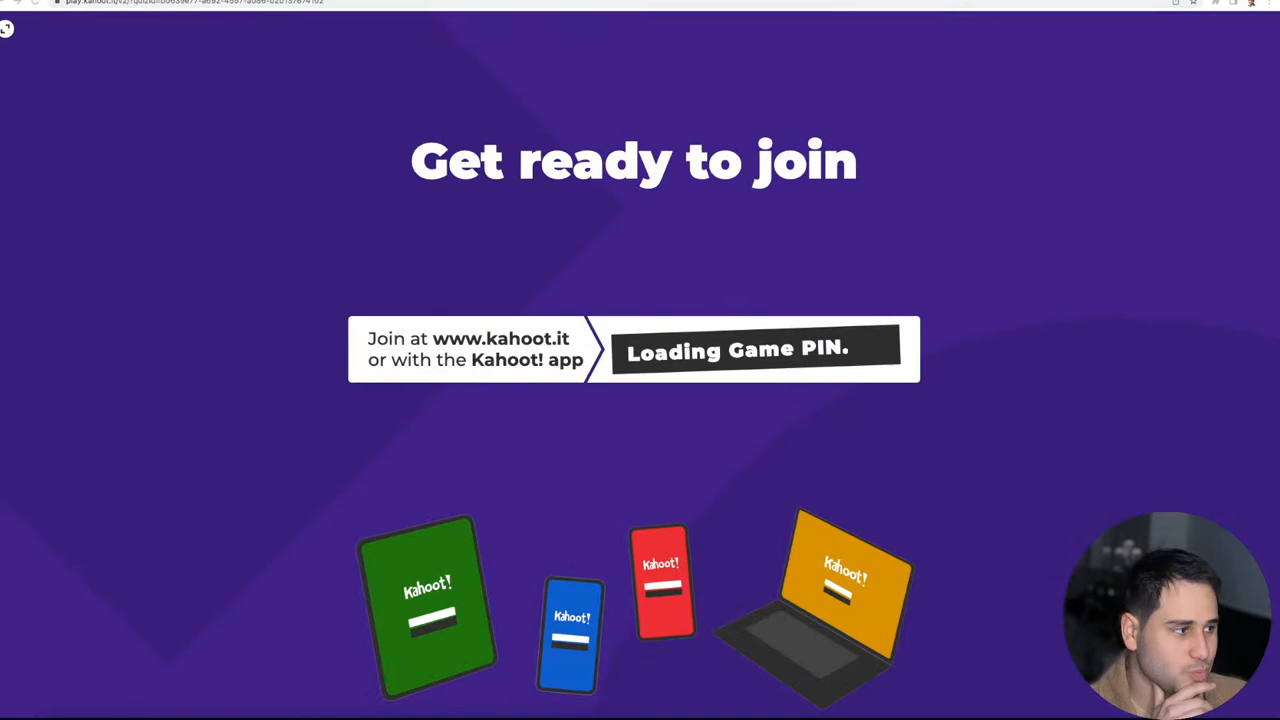 Get ready to join
Join at www.kahoot.it
or with the Kahoot! app
Loading Game PIN.
Kahoot!
Kahoot!
Kahoot!
Kahoot!